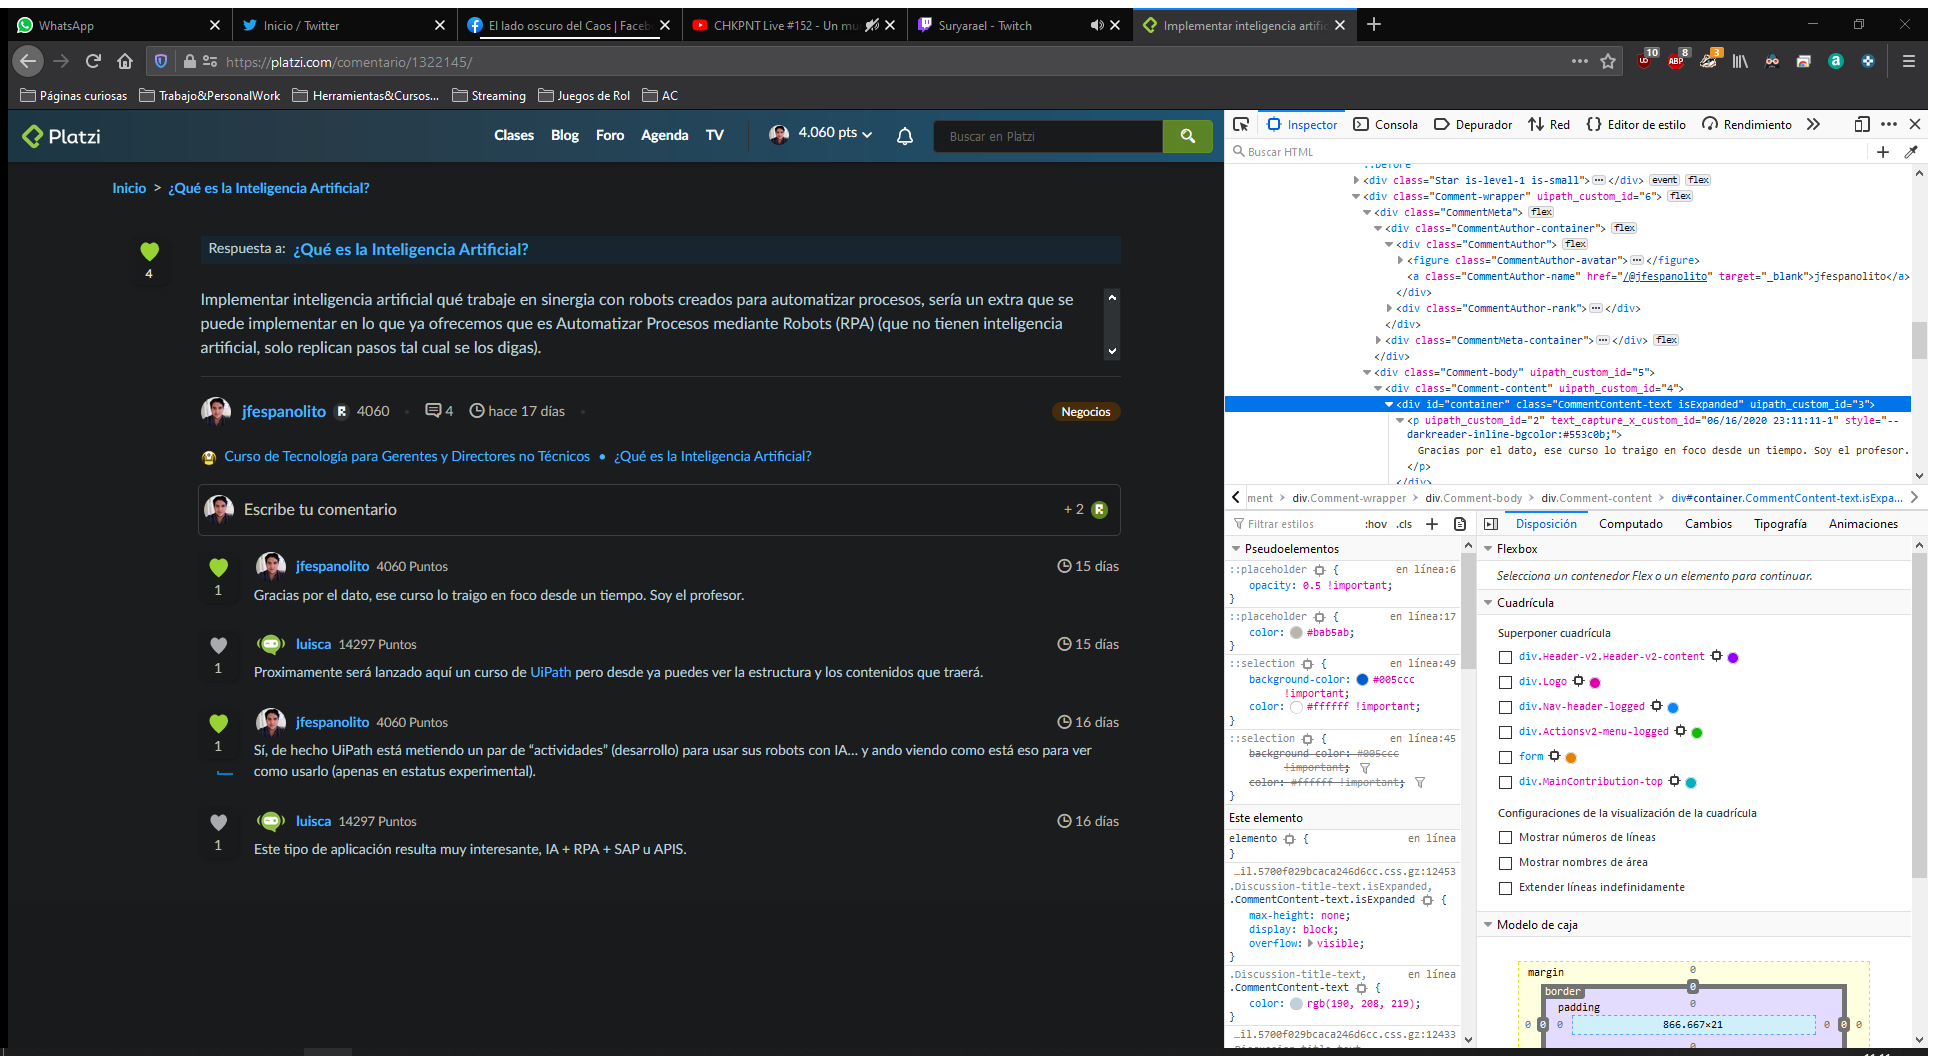 WhatsApp
Inicio / Twitter
El lado oscuro del Caos | Faceb
CHKPNT Live #152 - Un mu
Suryarael - Twitch
Implementar inteligencia artific
https://platzi.com/comentario/1322145/
10
8
3
Páginas curiosas
Trabajo&PersonalWork
Herramientas&Cursos...
Streaming
Juegos de Rol
AC
Platzi
Clases
Blog
Foro
Agenda
TV
4.060 pts
Buscar en Platzi
Inicio > ¿Qué es la Inteligencia Artificial?
4
Respuesta a: ¿Qué es la Inteligencia Artificial?
Implementar inteligencia artificial qué trabaje en sinergia con robots creados para automatizar procesos, sería un extra que se
puede implementar en lo que ya ofrecemos que es Automatizar Procesos mediante Robots (RPA) (que no tienen inteligencia
artificial, solo replican pasos tal cual se los digas).
jfespanolito 4060 · 4 hace 17 días ·
Negocios
Curso de Tecnología para Gerentes y Directores no Técnicos • ¿Qué es la Inteligencia Artificial?
Escribe tu comentario
+ 2
jfespanolito 4060 Puntos
15 días
1
Gracias por el dato, ese curso lo traigo en foco desde un tiempo. Soy el profesor.
luisca 14297 Puntos
15 días
1
Proximamente será lanzado aquí un curso de UiPath pero desde ya puedes ver la estructura y los contenidos que traerá.
jfespanolito 4060 Puntos
16 días
1
Sí, de hecho UiPath está metiendo un par de “actividades” (desarrollo) para usar sus robots con IA... y ando viendo como está eso para ver
como usarlo (apenas en estatus experimental).
luisca 14297 Puntos
16 días
1
Este tipo de aplicación resulta muy interesante, IA + RPA + SAP u APIS.
Inspector
Consola
Depurador
Red
Editor de estilo
Rendimiento
Buscar HTML
::before
<div class="Star is-level-1 is-small">···</div> event flex
<div class="Comment-wrapper" uipath_custom_id="6"> flex
<div class="CommentMeta"> flex
<div class="CommentAuthor-container"> flex
<div class="CommentAuthor"> flex
<figure class="CommentAuthor-avatar">···</figure>
<a class="CommentAuthor-name" href="/@jfespanolito" target="_blank">jfespanolito</a>
</div>
<div class="CommentAuthor-rank">···</div>
</div>
<div class="CommentMeta-container">···</div> flex
</div>
<div class="Comment-body" uipath_custom_id="5">
<div class="Comment-content" uipath_custom_id="4">
<div id="container" class="CommentContent-text isExpanded" uipath_custom_id="3">
<p uipath_custom_id="2" text_capture_x_custom_id="06/16/2020 23:11:11-1" style="--
darkreader-inline-bgcolor:#553c0b;">
Gracias por el dato, ese curso lo traigo en foco desde un tiempo. Soy el profesor.
</p>
</div>
ment > div.Comment-wrapper > div.Comment-body > div.Comment-content > div#container.CommentContent-text.isExpa...
Filtrar estilos
:hov .cls +
Pseudoelementos
::placeholder { en línea:6
opacity: 0.5 !important;
}
::placeholder { en línea:17
color: #bab5ab;
}
::selection { en línea:49
background-color: #005ccc
!important;
color: #ffffff !important;
}
::selection { en línea:45
background-color: #005ccc
!important;
color: #ffffff !important;
}
Este elemento
elemento { en línea
}
…il.5700f029bcaca246d6cc.css.gz:12453
.Discussion-title-text.isExpanded,
.CommentContent-text.isExpanded {
max-height: none;
display: block;
overflow: visible;
}
.Discussion-title-text, en línea
.CommentContent-text {
color: rgb(190, 208, 219);
}
…il.5700f029bcaca246d6cc.css.gz:12433
Disposición
Computado
Cambios
Tipografía
Animaciones
Flexbox
Selecciona un contenedor Flex o un elemento para continuar.
Cuadrícula
Superponer cuadrícula
div.Header-v2.Header-v2-content
div.Logo
div.Nav-header-logged
div.Actionsv2-menu-logged
form
div.MainContribution-top
Configuraciones de la visualización de la cuadrícula
Mostrar números de líneas
Mostrar nombres de área
Extender líneas indefinidamente
Modelo de caja
margin
0
border
0
padding
0
0 0 0 866.667×21 0 0 0